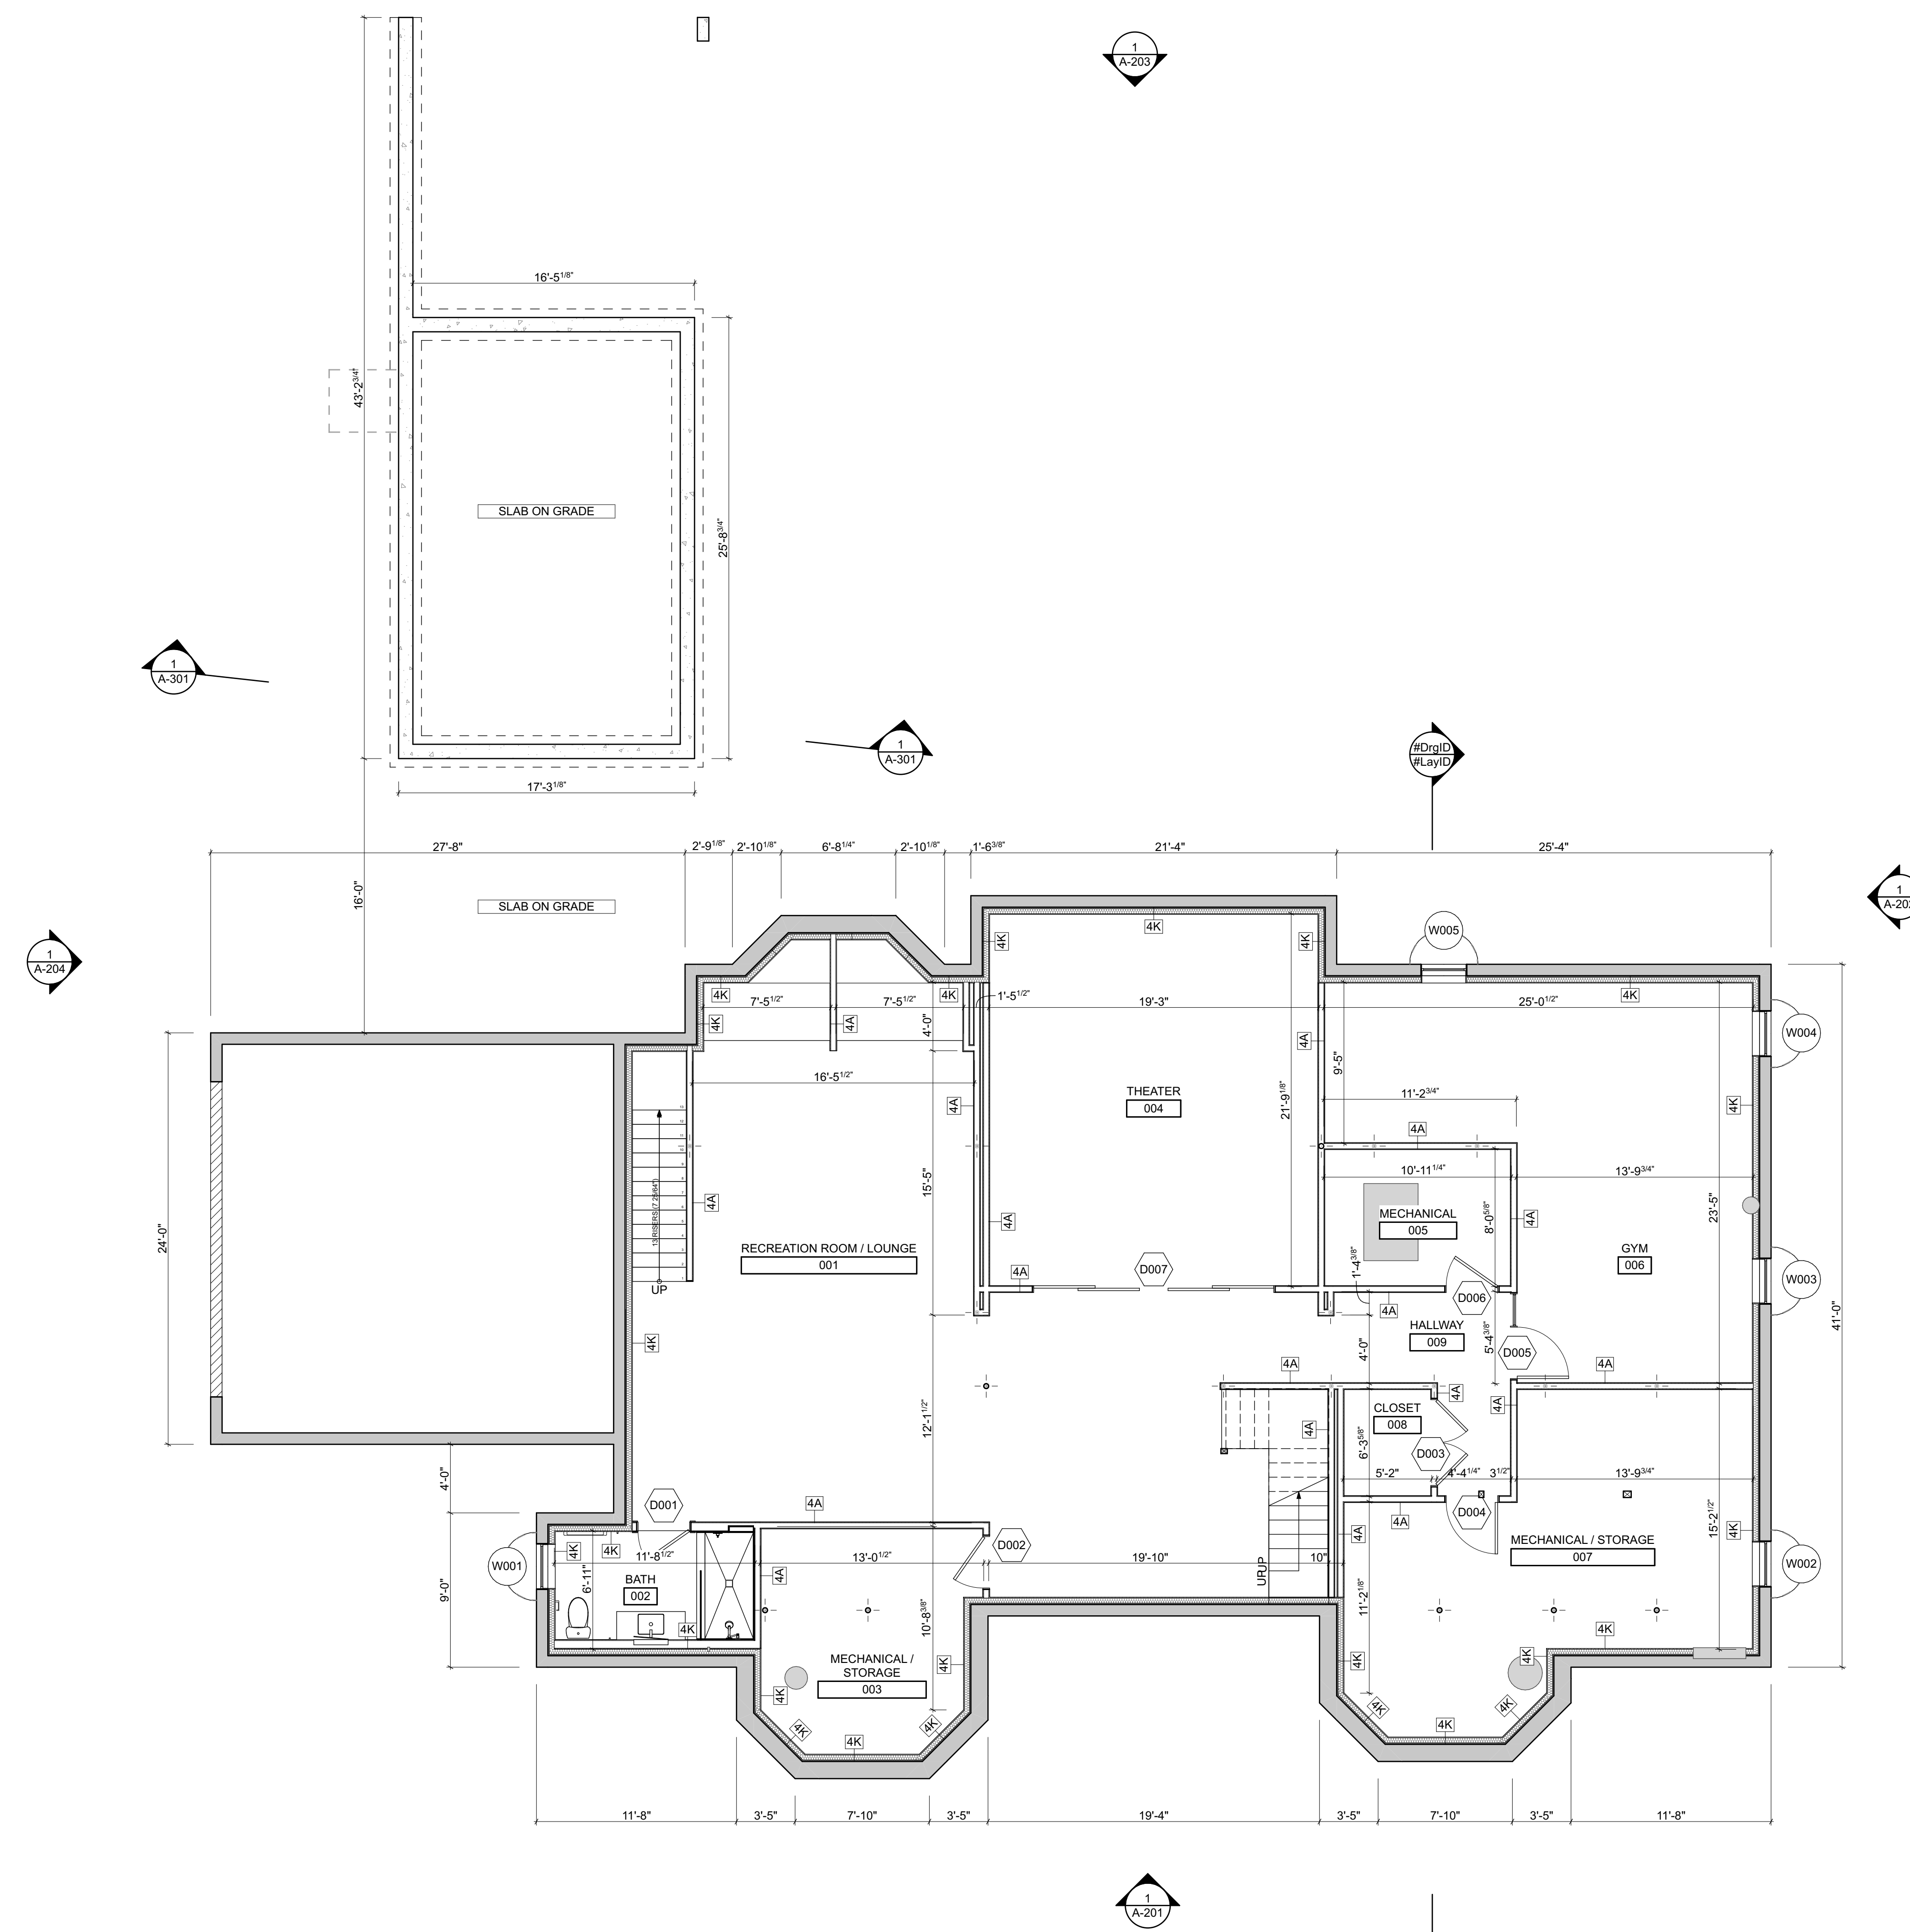 1
A-203
16'-5 1/8"
43'-2 3/4"
SLAB ON GRADE
25'-8 3/4"
1
A-301
1
A-301
#DrgID
#LayID
17'-3 1/8"
27'-8"
2'-9 1/8"
2'-10 1/8"
6'-8 1/4"
2'-10 1/8"
1'-6 3/8"
21'-4"
25'-4"
16'-0"
SLAB ON GRADE
1
A-204
1
W005
4K
4K
4K
4K
4K
4K
7'-5 1/2"
7'-5 1/2"
1'-5 1/2"
19'-3"
25'-0 1/2"
4K
4A
4'-0"
W004
4A
9'-5"
16'-5 1/2"
THEATER
004
11'-2 3/4"
4A
4K
21'-9 1/8"
4A
10'-11 1/4"
13'-9 3/4"
15'-5"
13 RISERS (7 25/64")
4A
4A
MECHANICAL
005
8'-0 5/8"
4A
23'-5"
24'-0"
RECREATION ROOM / LOUNGE
001
GYM
006
UP
4A
D007
1'-4 3/8"
W003
D006
4A
41'-0"
HALLWAY
009
4K
4'-0"
5'-4 3/8"
D005
4A
4A
4A
4A
CLOSET
008
12'-1 1/2"
4A
6'-3 5/8"
D003
4'-0"
5'-2"
4'-4 1/4"
3 1/2"
13'-9 3/4"
D001
4A
D004
4A
4A
15'-2 1/2"
4K
MECHANICAL / STORAGE
007
D002
W001
4K
4K
11'-8 1/2"
13'-0 1/2"
19'-10"
10"
UP
UP
W002
6'-11"
BATH
002
4A
9'-0"
10'-8 3/8"
11'-2 1/8"
4K
4K
MECHANICAL /
STORAGE
003
4K
4K
4K
4K
4K
4K
4K
4K
4K
4K
11'-8"
3'-5"
7'-10"
3'-5"
19'-4"
3'-5"
7'-10"
3'-5"
11'-8"
1
A-201